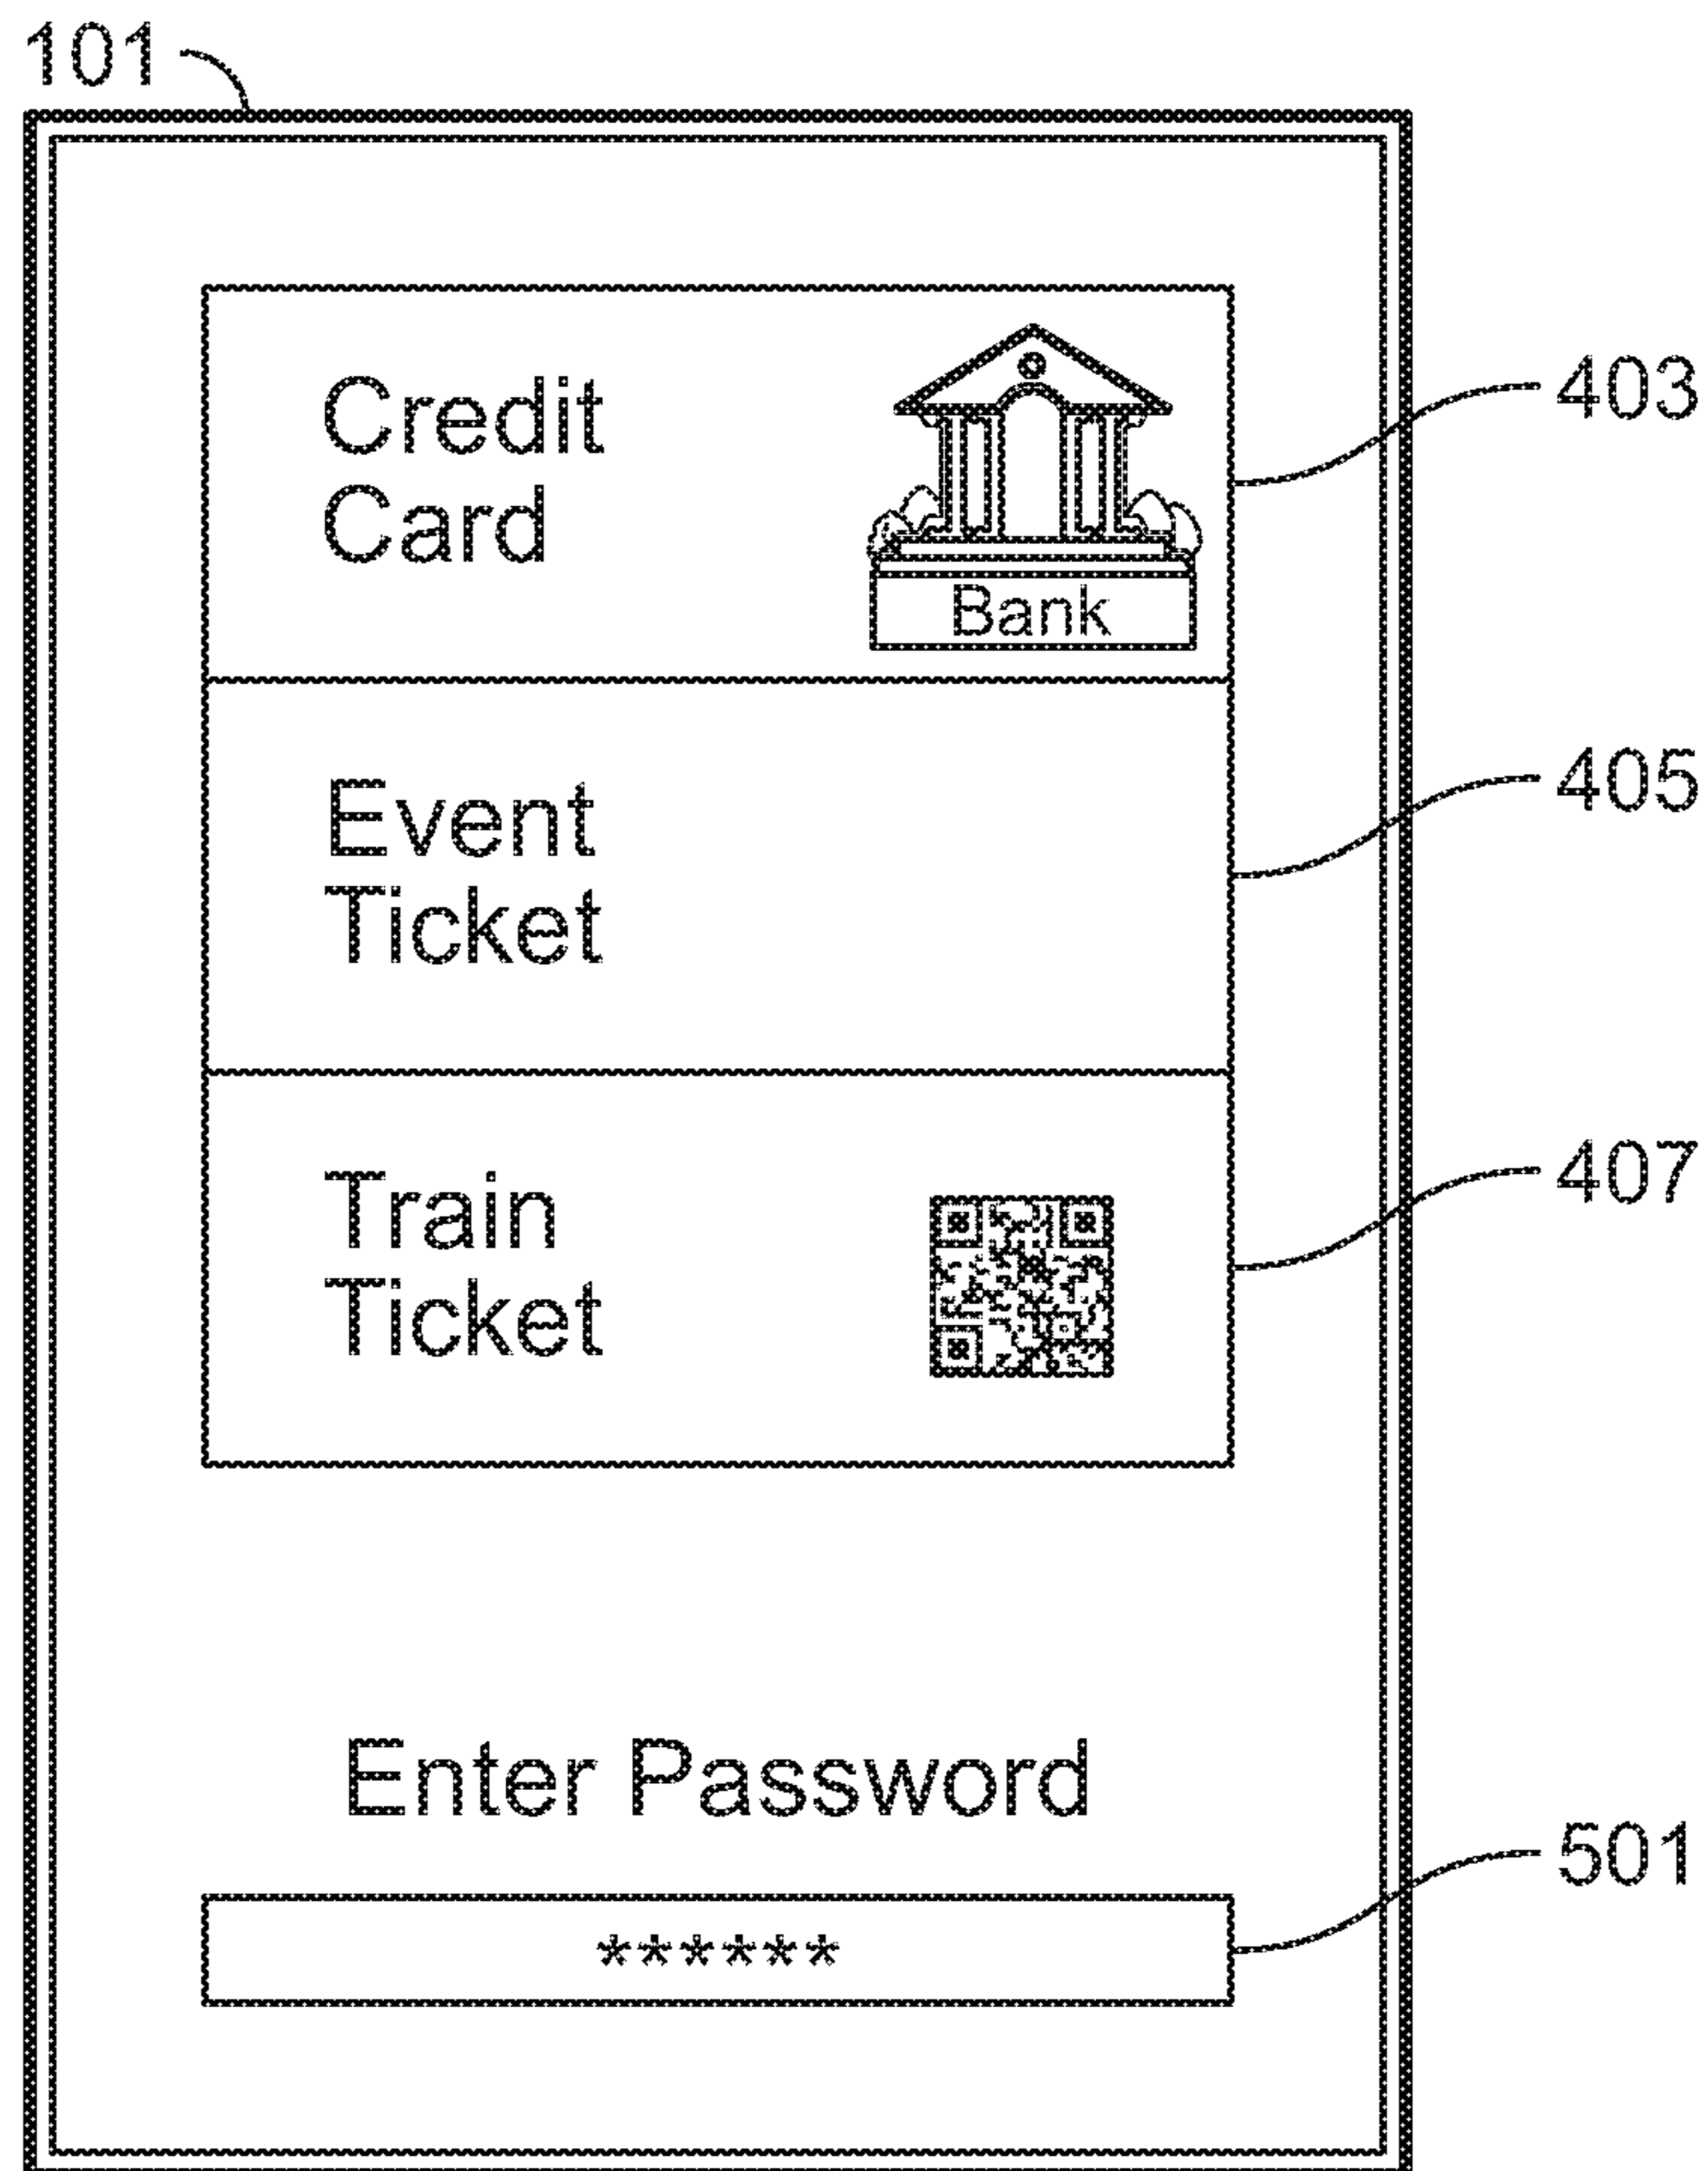 101
Credit
Card
Bank
403
Event
Ticket
405
Train
Ticket
407
Enter Password
******
501